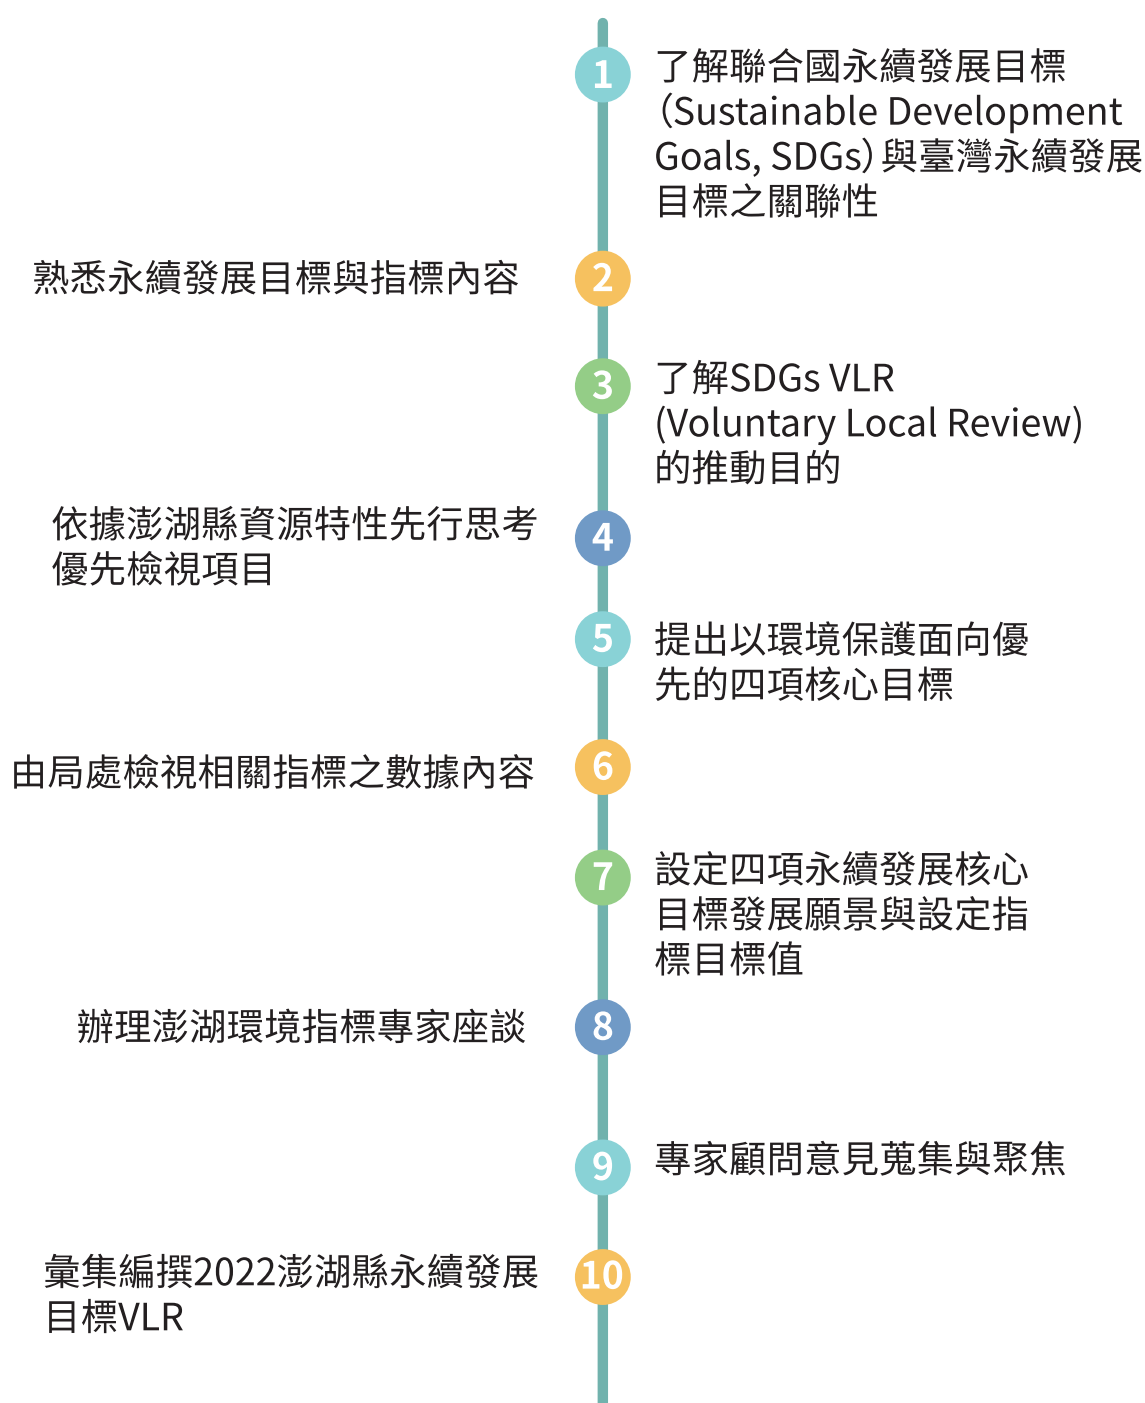 1
了解聯合國永續發展目標
（Sustainable Development
Goals, SDGs）與臺灣永續發展
目標之關聯性
2
熟悉永續發展目標與指標內容
3
了解SDGs VLR
(Voluntary Local Review)
的推動目的
4
依據澎湖縣資源特性先行思考
優先檢視項目
5
提出以環境保護面向優
先的四項核心目標
6
由局處檢視相關指標之數據內容
7
設定四項永續發展核心
目標發展願景與設定指
標目標值
8
辦理澎湖環境指標專家座談
9
專家顧問意見蒐集與聚焦
10
彙集編撰2022澎湖縣永續發展
目標VLR